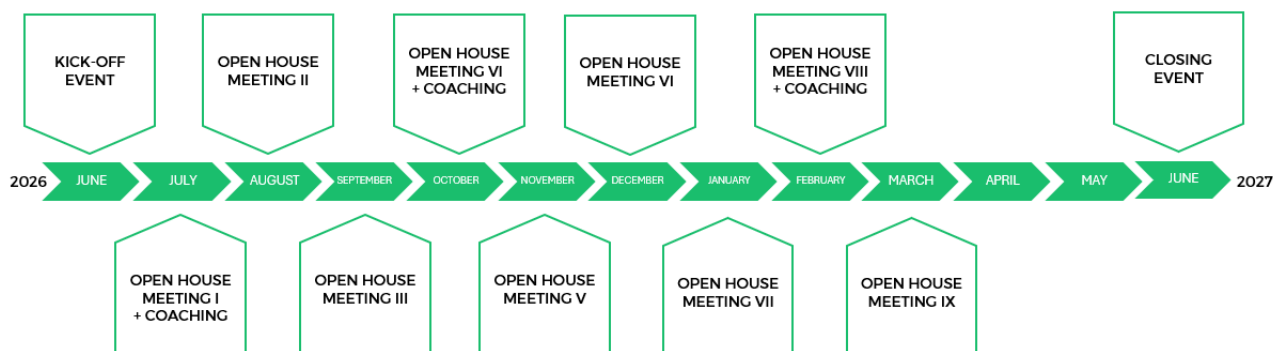 KICK-OFF
EVENT
OPEN HOUSE
MEETING II
OPEN HOUSE
MEETING VI
+ COACHING
OPEN HOUSE
MEETING VI
OPEN HOUSE
MEETING VIII
+ COACHING
CLOSING
EVENT
2026 JUNE JULY AUGUST SEPTEMBER OCTOBER NOVEMBER DECEMBER JANUARY FEBRUARY MARCH APRIL MAY JUNE 2027
OPEN HOUSE
MEETING I
+ COACHING
OPEN HOUSE
MEETING III
OPEN HOUSE
MEETING V
OPEN HOUSE
MEETING VII
OPEN HOUSE
MEETING IX